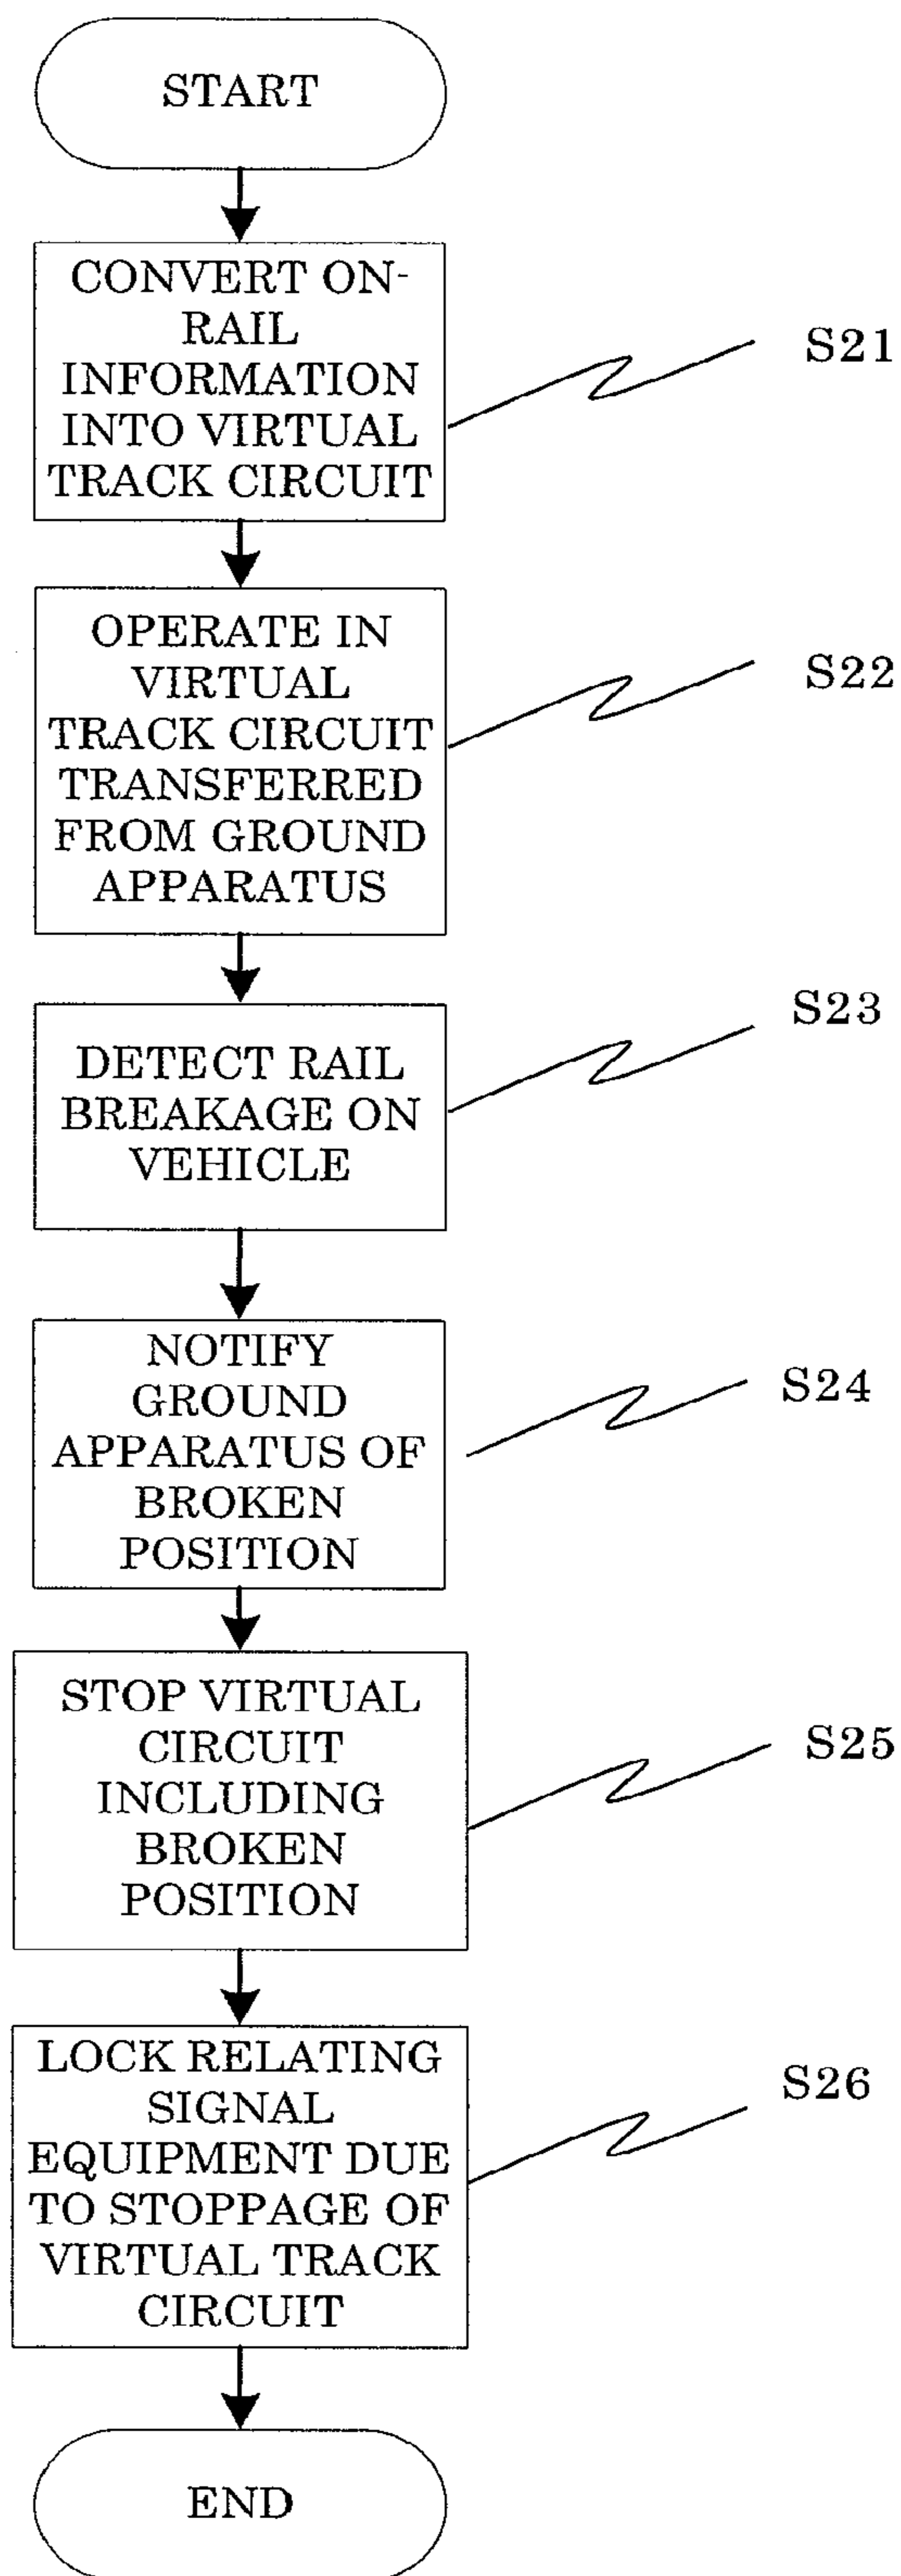 START
CONVERT ON-
RAIL
INFORMATION
INTO VIRTUAL
TRACK CIRCUIT
S21
OPERATE IN
VIRTUAL
TRACK CIRCUIT
TRANSFERRED
FROM GROUND
APPARATUS
S22
DETECT RAIL
BREAKAGE ON
VEHICLE
S23
NOTIFY
GROUND
APPARATUS OF
BROKEN
POSITION
S24
STOP VIRTUAL
CIRCUIT
INCLUDING
BROKEN
POSITION
S25
LOCK RELATING
SIGNAL
EQUIPMENT DUE
TO STOPPAGE OF
VIRTUAL TRACK
CIRCUIT
S26
END